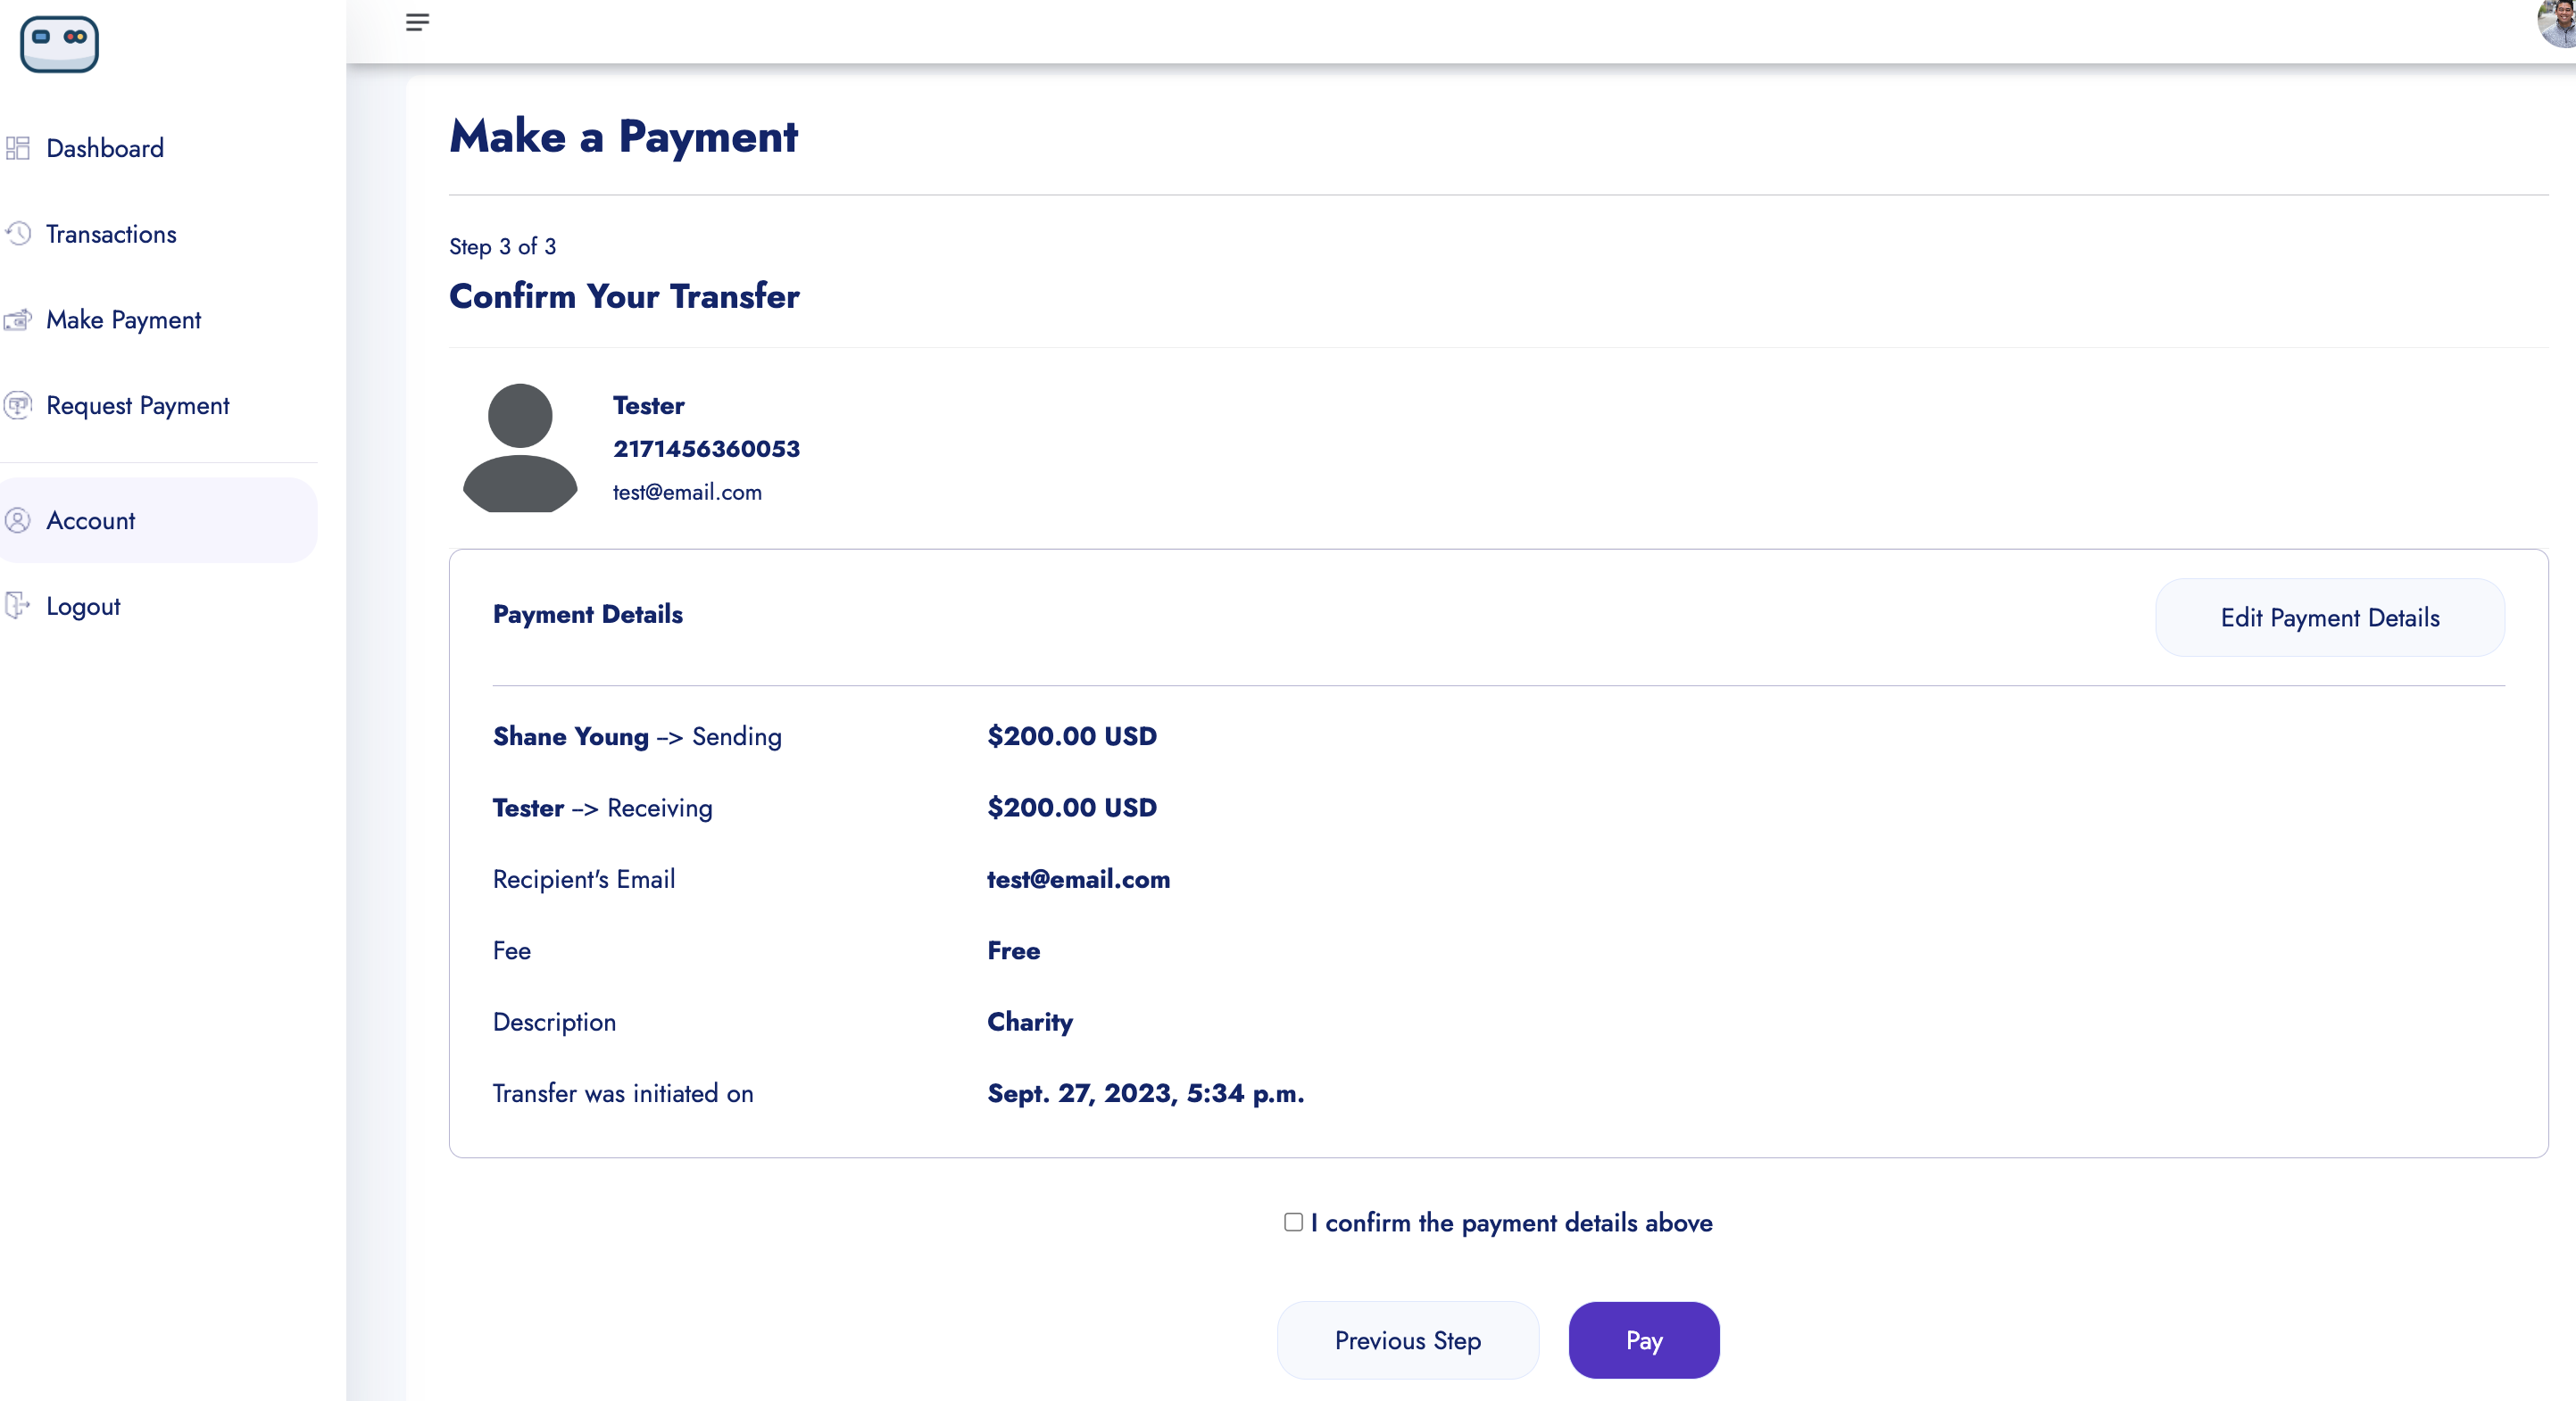 Dashboard
Transactions
Make Payment
Request Payment
Account
Logout
Make a Payment
Step 3 of 3
Confirm Your Transfer
Tester
2171456360053
test@email.com
Payment Details
Edit Payment Details
Shane Young --> Sending $200.00 USD
Tester --> Receiving $200.00 USD
Recipient's Email test@email.com
Fee Free
Description Charity
Transfer was initiated on Sept. 27, 2023, 5:34 p.m.
I confirm the payment details above
Previous Step Pay